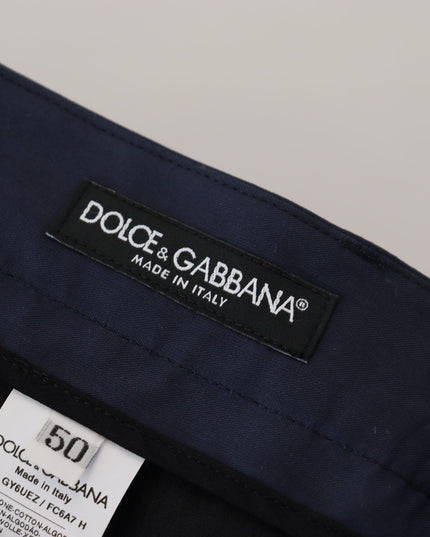 DOLCE & GABBANA®
MADE IN ITALY
50
DOLCE & GABBANA
Made in Italy
GY6UEZ / FC6A7 H